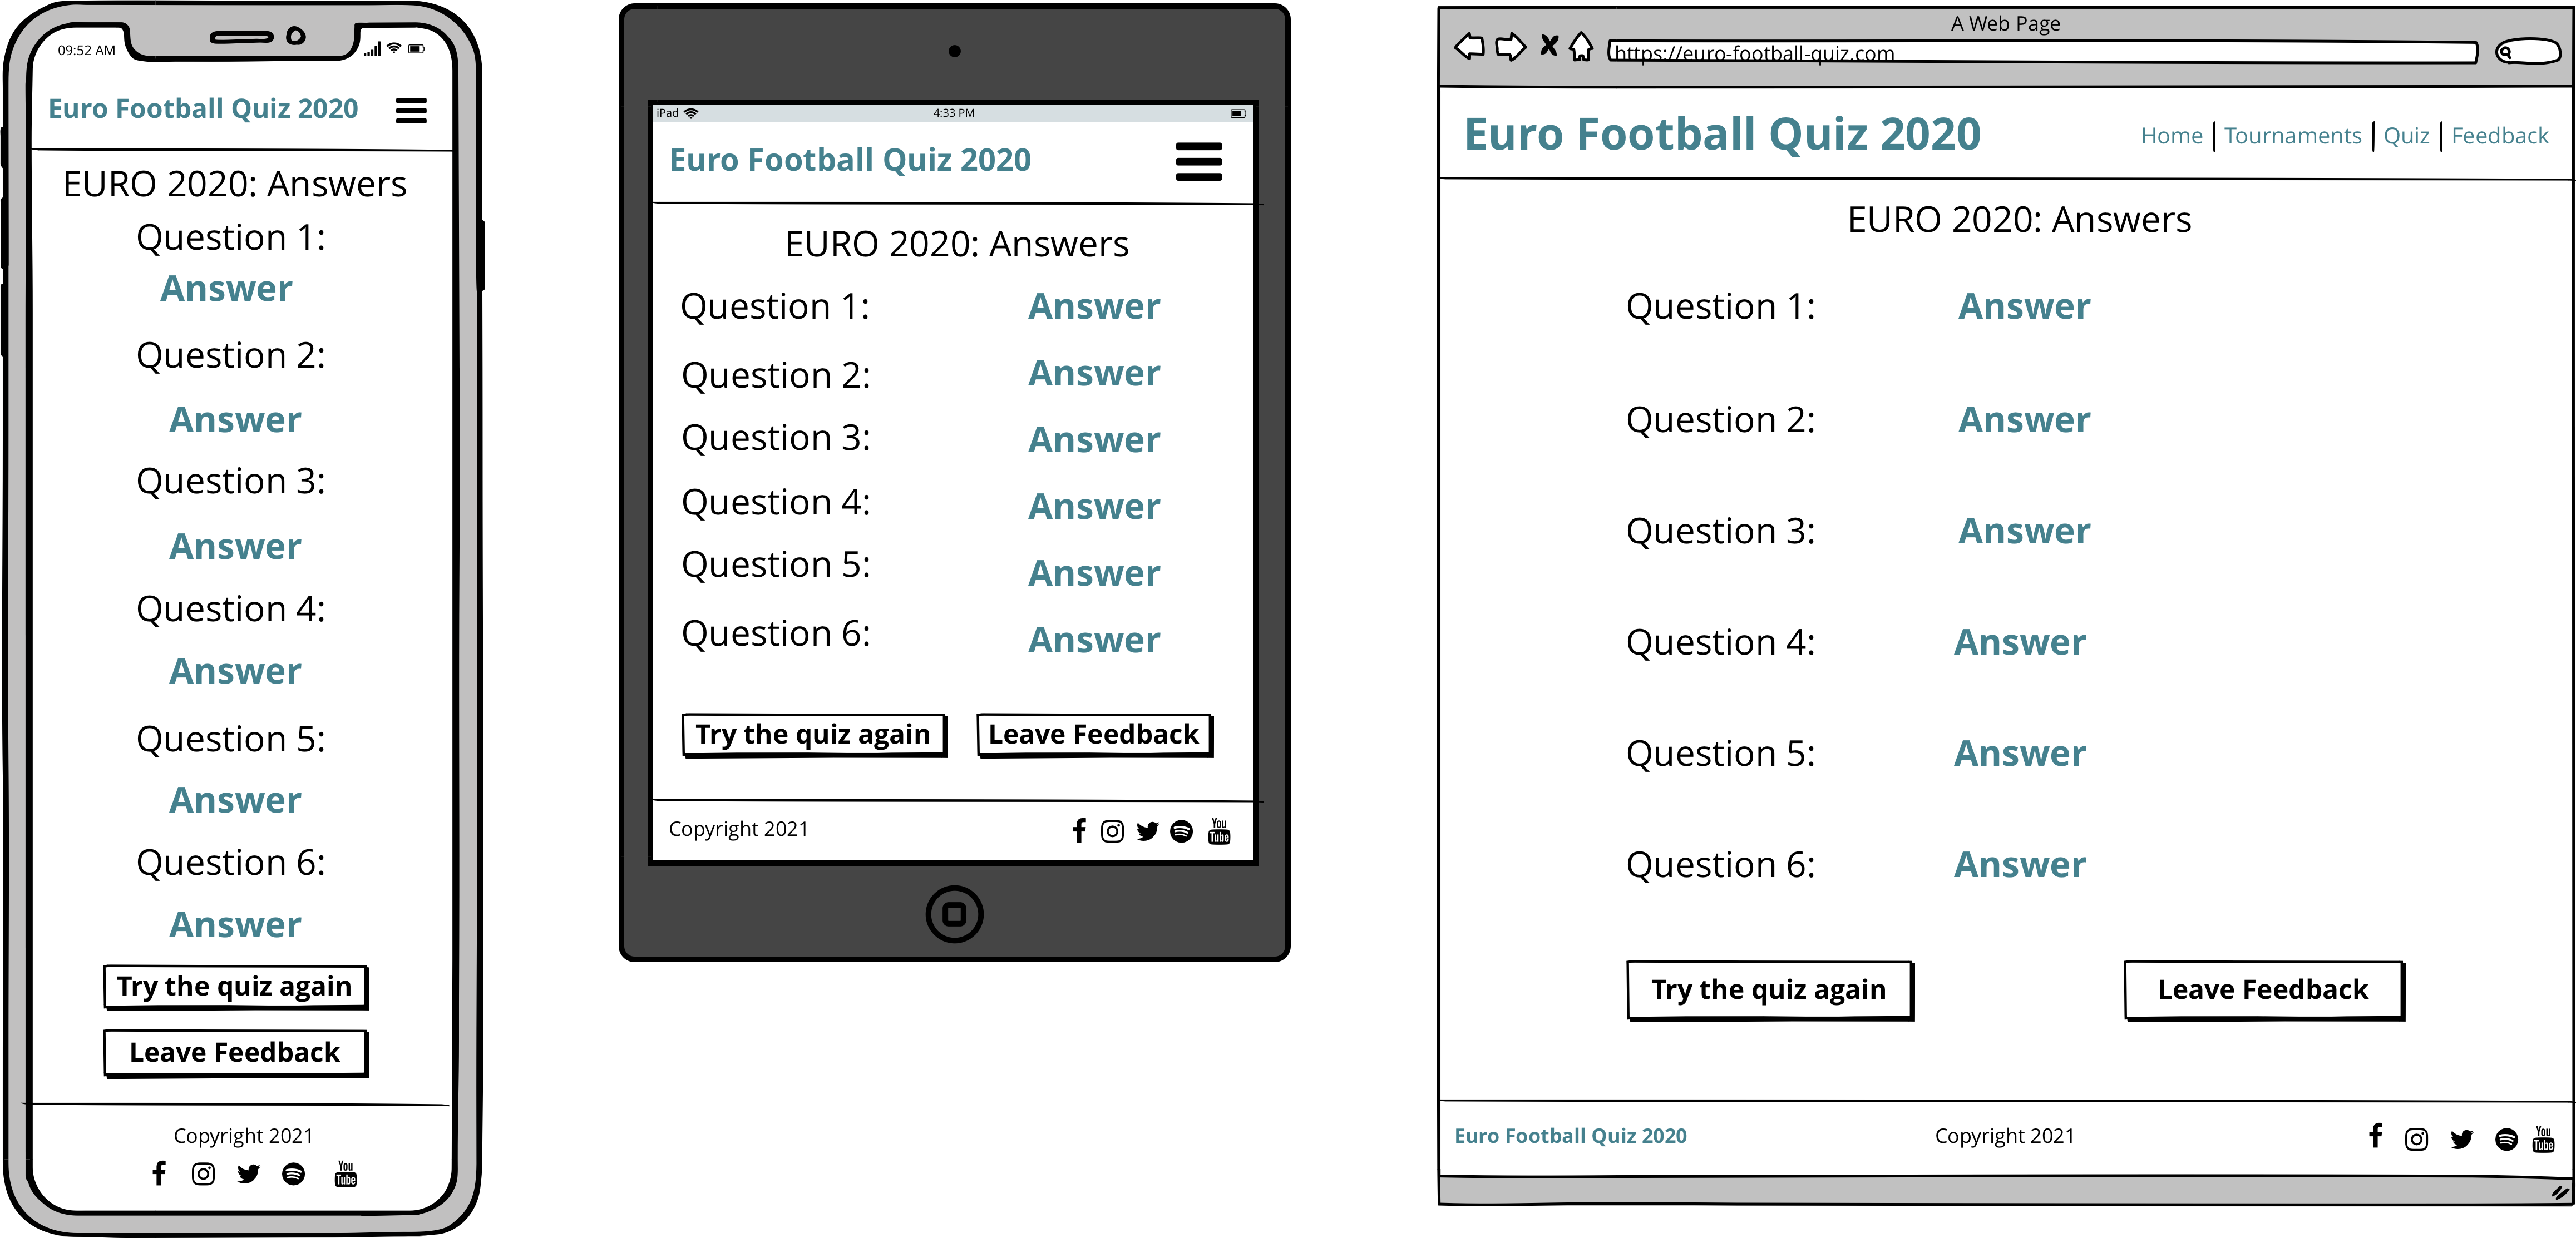 09:52 AM
Euro Football Quiz 2020
EURO 2020: Answers
Question 1:
Answer
Question 2:
Answer
Question 3:
Answer
Question 4:
Answer
Question 5:
Answer
Question 6:
Answer
Try the quiz again
Leave Feedback
Copyright 2021
You
Tube
iPad 4:33 PM
Euro Football Quiz 2020
EURO 2020: Answers
Question 1: Answer
Question 2: Answer
Question 3: Answer
Question 4: Answer
Question 5: Answer
Question 6: Answer
Try the quiz again Leave Feedback
Copyright 2021
You
Tube
A Web Page
https://euro-football-quiz.com
Euro Football Quiz 2020 Home Tournaments Quiz Feedback
EURO 2020: Answers
Question 1: Answer
Question 2: Answer
Question 3: Answer
Question 4: Answer
Question 5: Answer
Question 6: Answer
Try the quiz again Leave Feedback
Euro Football Quiz 2020 Copyright 2021
You
Tube